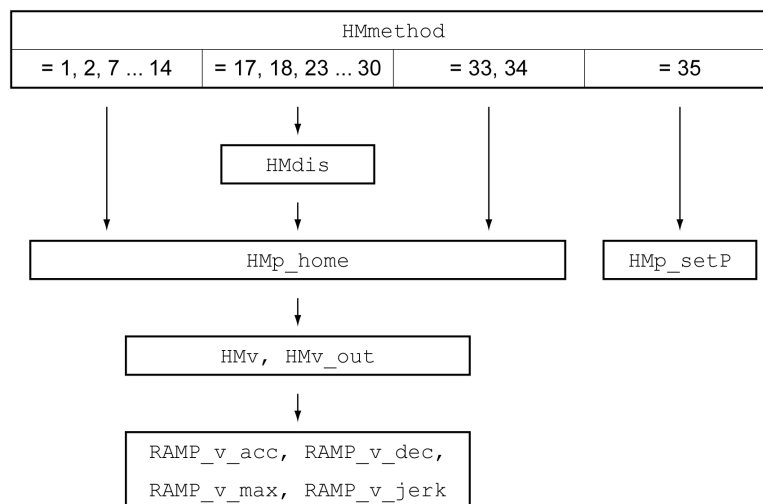 HMmethod
= 1, 2, 7 ... 14 = 17, 18, 23 ... 30 = 33, 34 = 35
HMdis
HMp_home HMp_setP
HMv, HMv_out
RAMP_v_acc, RAMP_v_dec,
RAMP_v_max, RAMP_v_jerk